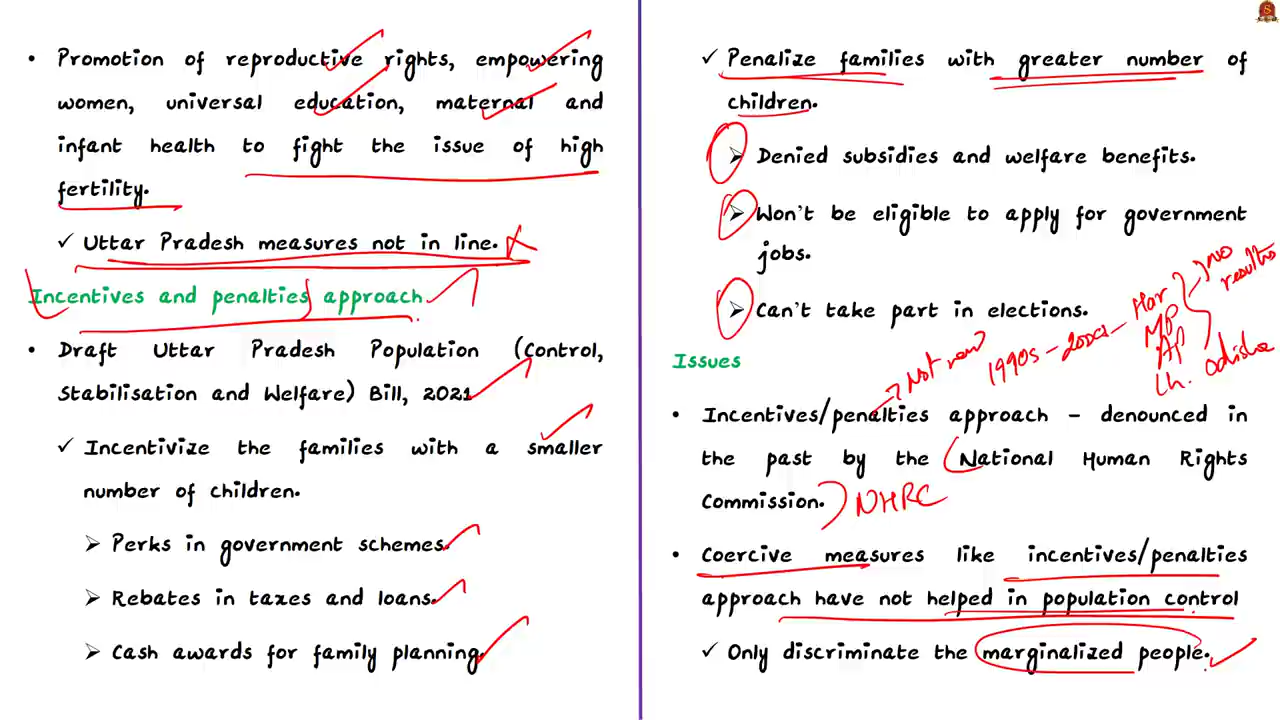 • Promotion of reproductive rights, empowering
women, universal education, maternal and
infant health to fight the issue of high
fertility.
✓ Uttar Pradesh measures not in line.
Incentives and penalties approach
• Draft Uttar Pradesh Population (Control,
Stabilisation and Welfare) Bill, 2021
✓ Incentivize the families with a smaller
number of children.
➢ Perks in government schemes.
➢ Rebates in taxes and loans.
➢ Cash awards for family planning.
✓ Penalize families with greater number of
children.
➢ Denied subsidies and welfare benefits.
➢ Won't be eligible to apply for government
jobs.
➢ Can't take part in elections.
no
results
Har
MP
AP
Ch. Odisha
1990s - 2000s -
Not new
Issues
• Incentives/penalties approach – denounced in
the past by the National Human Rights
Commission.
NHRC
• Coercive measures like incentives/penalties
approach have not helped in population control
✓ Only discriminate the marginalized people.